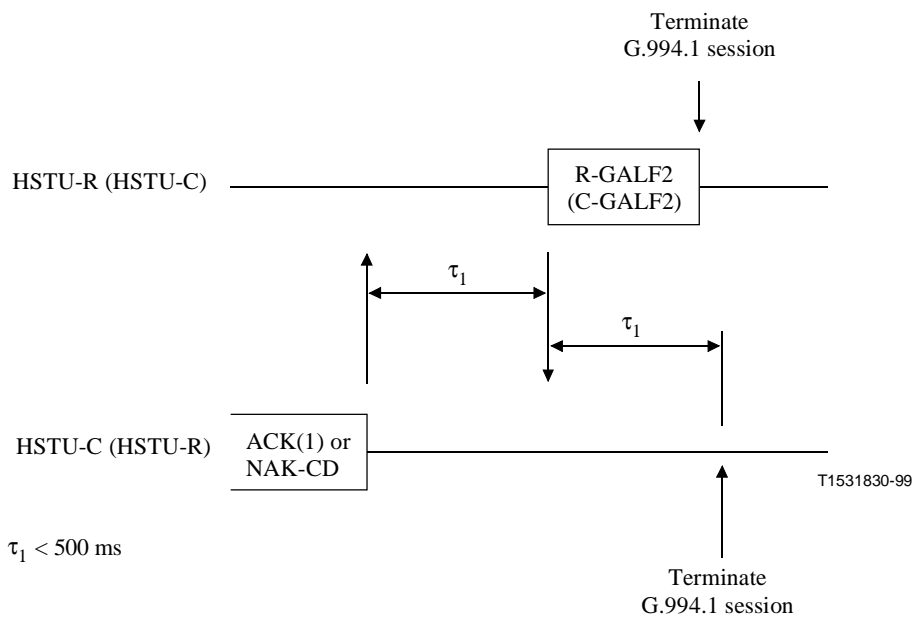 Terminate
G.994.1 session
HSTU-R (HSTU-C)
R-GALF2
(C-GALF2)
τ1
τ1
HSTU-C (HSTU-R)
ACK(1) or
NAK-CD
T1531830-99
τ1 < 500 ms
Terminate
G.994.1 session